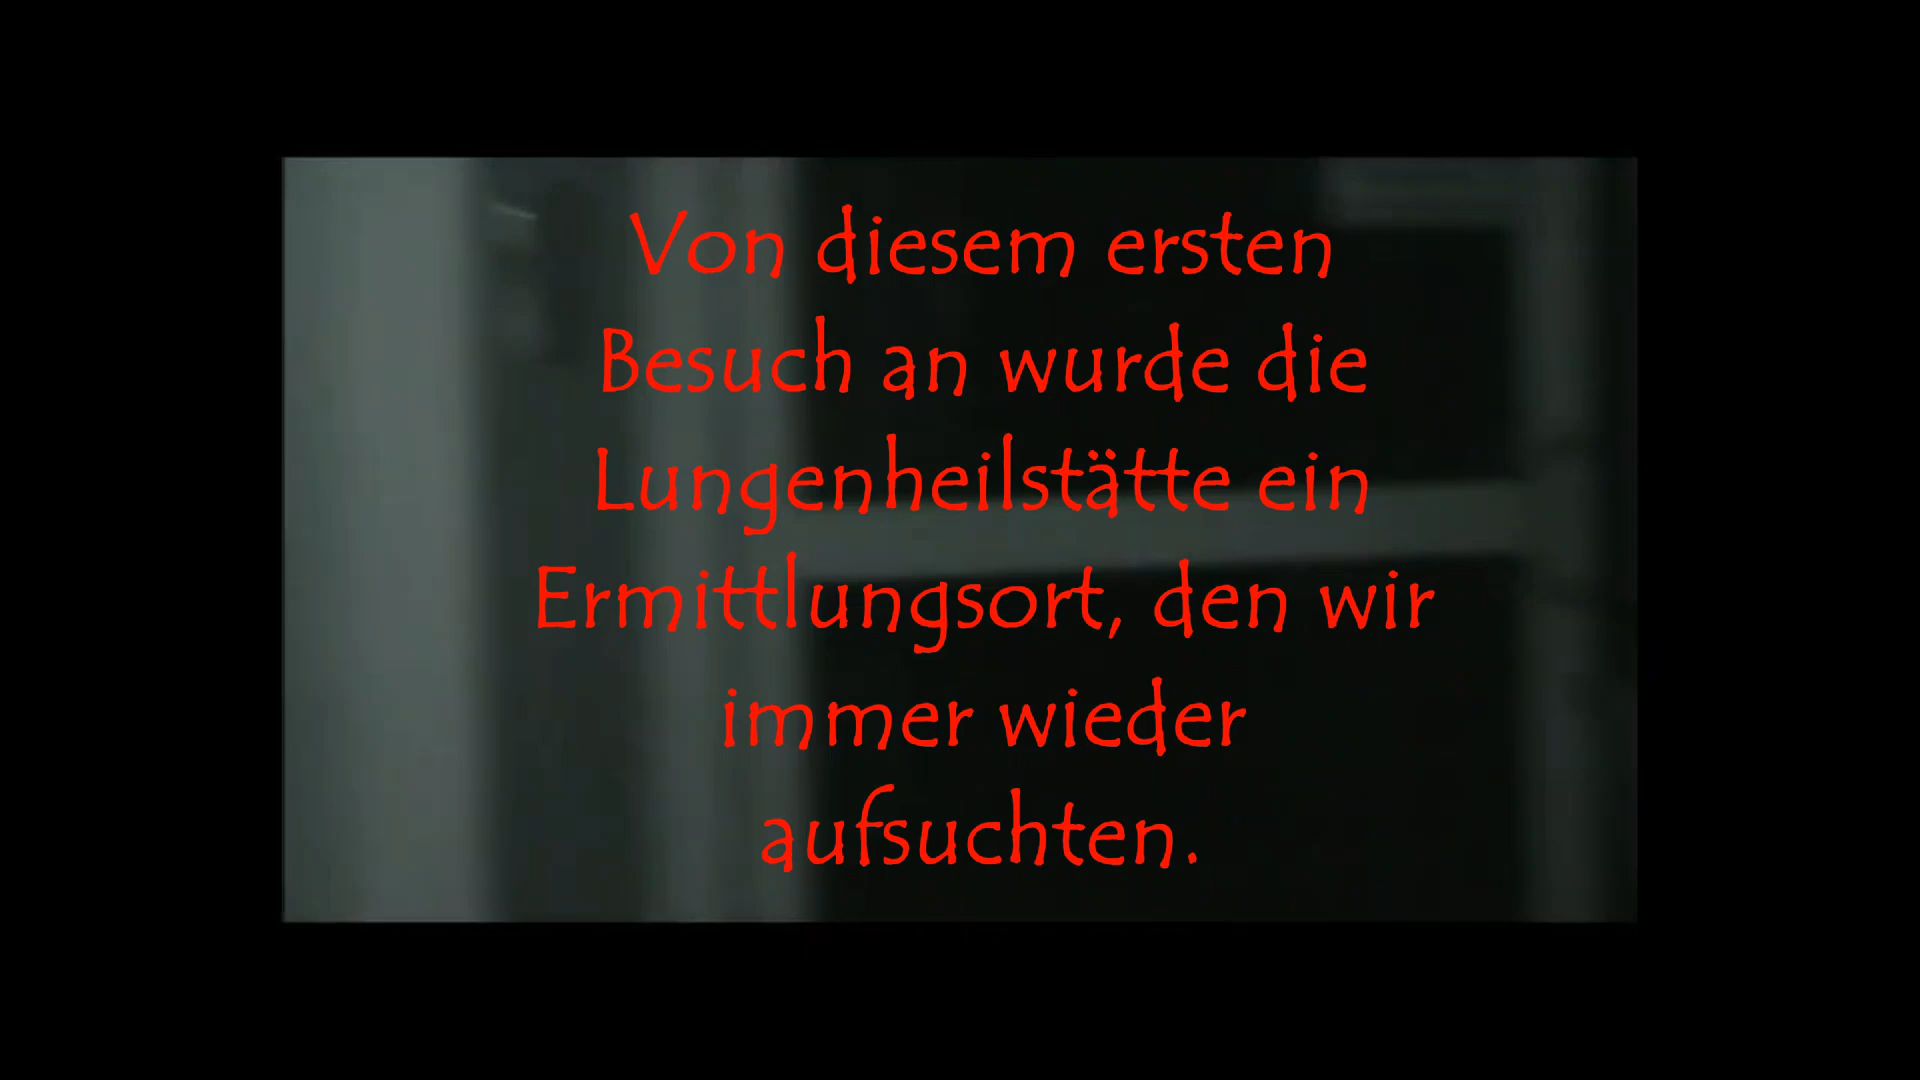 Von diesem ersten
Besuch an wurde die
Lungenheilstätte ein
Ermittlungsort, den wir
immer wieder
aufsuchten.